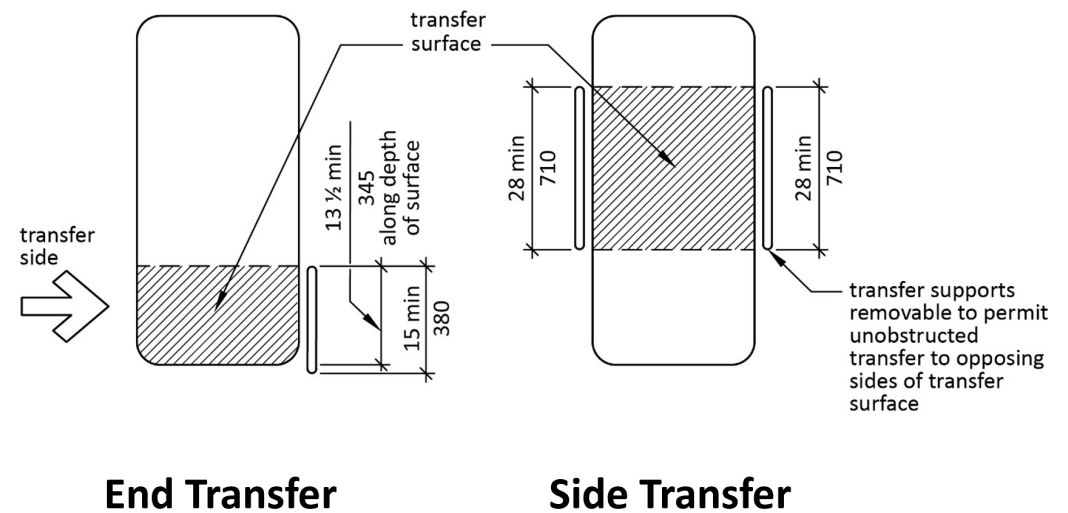 transfer
surface
transfer
side
13 ½ min
345
along depth
of surface
15 min
380
28 min
710
28 min
710
transfer supports
removable to permit
unobstructed
transfer to opposing
sides of transfer
surface
End Transfer
Side Transfer